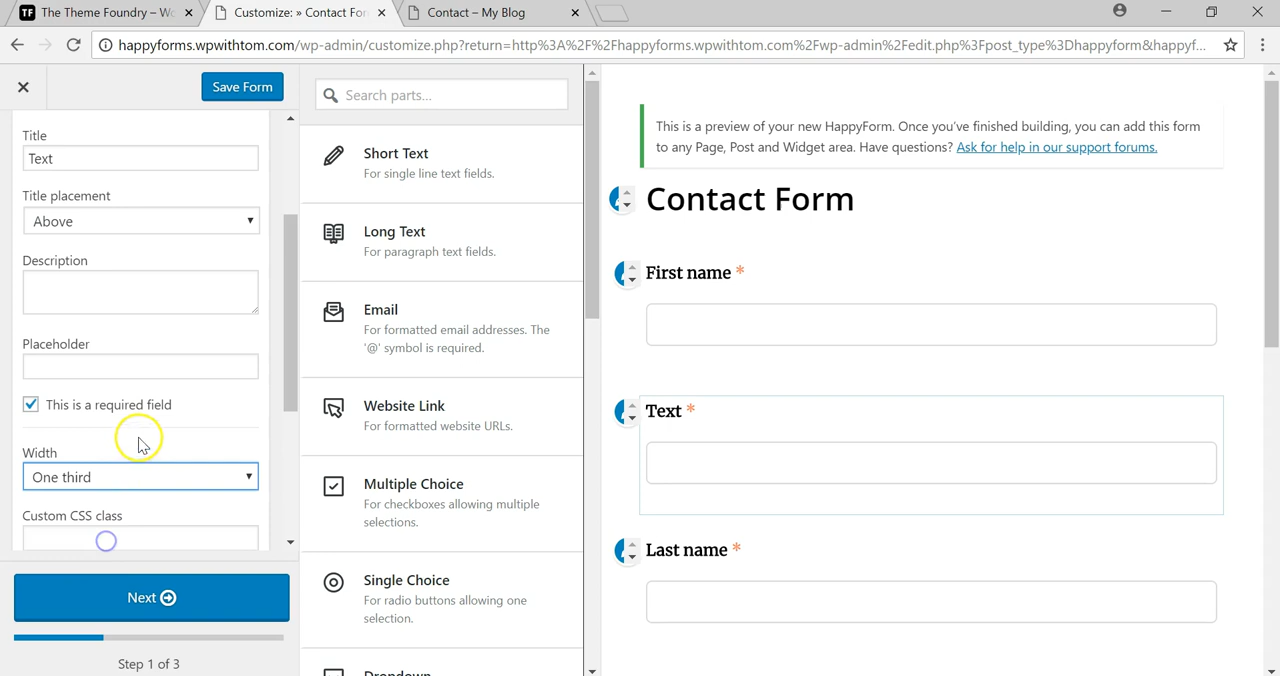 The Theme Foundry – Wo
Customize: » Contact For
Contact – My Blog
happyforms.wpwithtom.com/wp-admin/customize.php?return=http%3A%2F%2Fhappyforms.wpwithtom.com%2Fwp-admin%2Fedit.php%3Fpost_type%3Dhappyform&happyf...
Save Form
Title
Text
Title placement
Above
Description
Placeholder
This is a required field
Width
One third
Custom CSS class
Next
Step 1 of 3
Search parts...
Short Text
For single line text fields.
Long Text
For paragraph text fields.
Email
For formatted email addresses. The
'@' symbol is required.
Website Link
For formatted website URLs.
Multiple Choice
For checkboxes allowing multiple
selections.
Single Choice
For radio buttons allowing one
selection.
Dropdown
This is a preview of your new HappyForm. Once you've finished building, you can add this form
to any Page, Post and Widget area. Have questions? Ask for help in our support forums.
Contact Form
First name *
Text *
Last name *